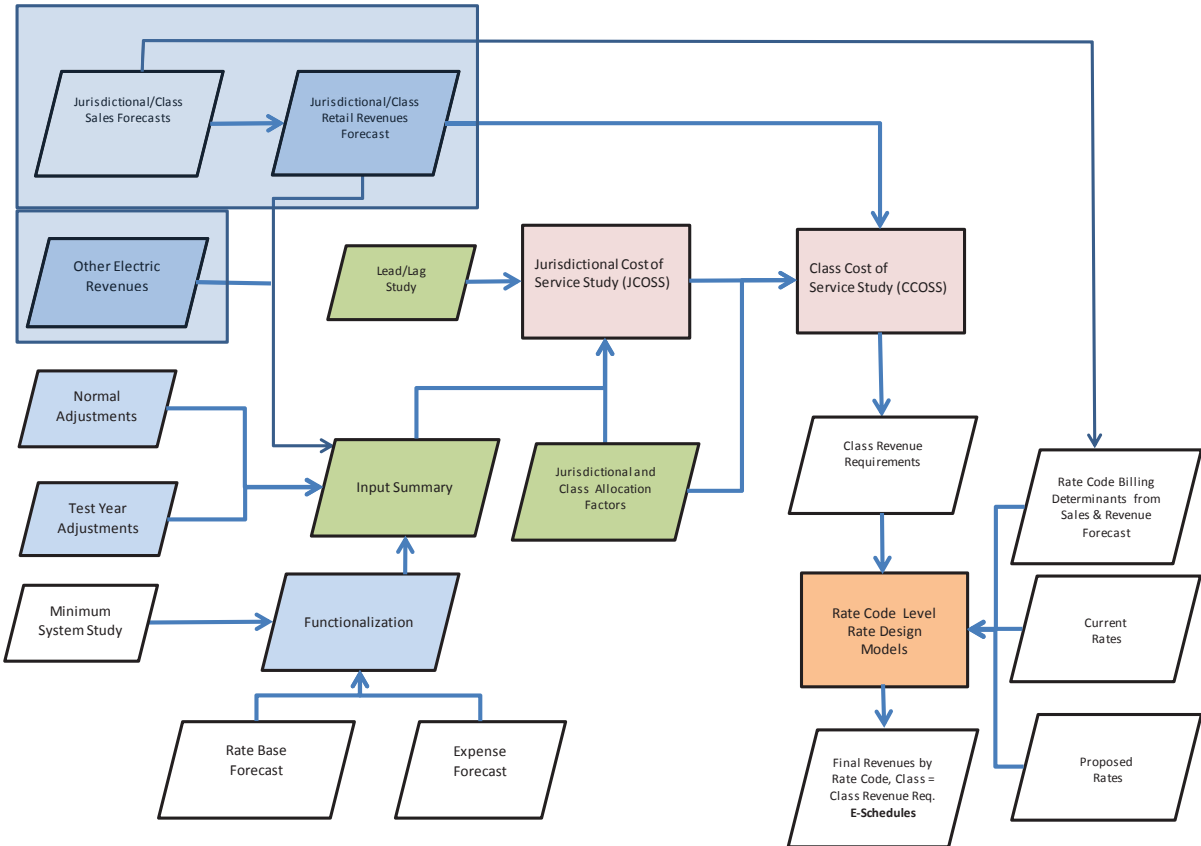 Jurisdictional/Class
Sales Forecasts
Jurisdictional/Class
Retail Revenues
Forecast
Other Electric
Revenues
Lead/Lag
Study
Jurisdictional Cost of
Service Study (JCOSS)
Class Cost of
Service Study (CCOSS)
Normal
Adjustments
Test Year
Adjustments
Input Summary
Jurisdictional and
Class Allocation
Factors
Class Revenue
Requirements
Rate Code Billing
Determinants from
Sales & Revenue
Forecast
Minimum
System Study
Functionalization
Rate Code Level
Rate Design
Models
Current
Rates
Rate Base
Forecast
Expense
Forecast
Final Revenues by
Rate Code, Class =
Class Revenue Req.
E-Schedules
Proposed
Rates